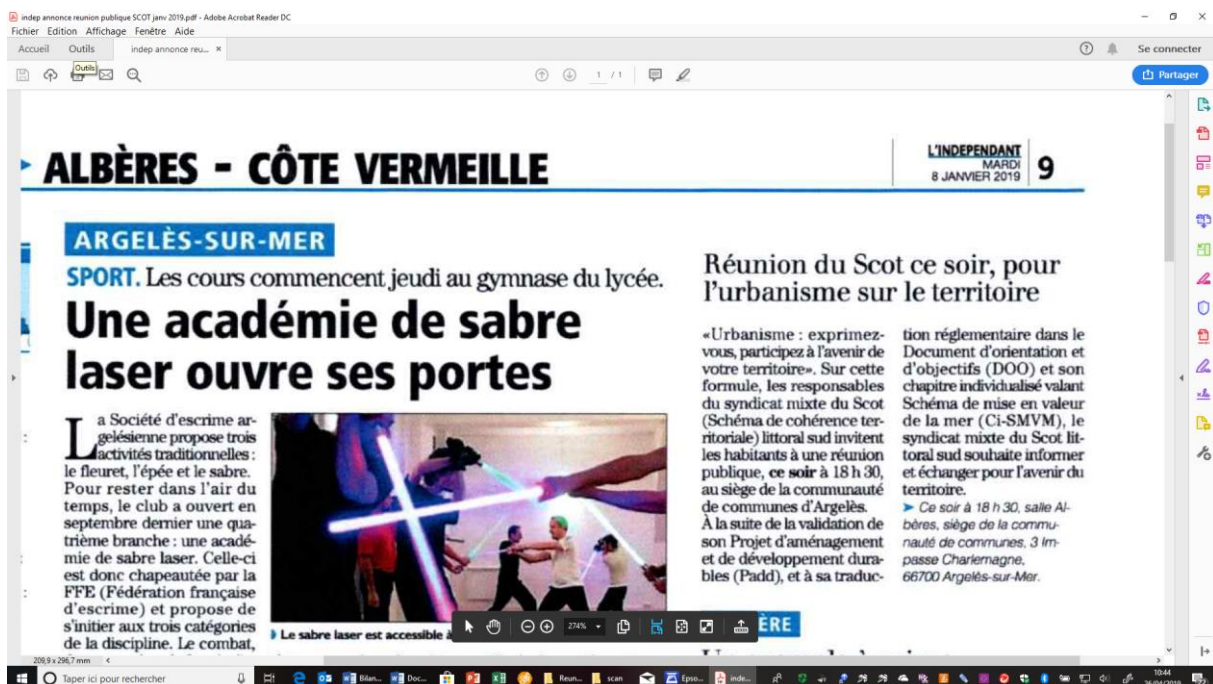 indep annonce reunion publique SCOT janv 2019.pdf - Adobe Acrobat Reader DC
Fichier Edition Affichage Fenêtre Aide
Accueil Outils indep annonce reu... × Se connecter
Outils
1 / 1
Partager
ALBÈRES - CÔTE VERMEILLE
L'INDEPENDANT
MARDI
8 JANVIER 2019
9
ARGELÈS-SUR-MER
SPORT. Les cours commencent jeudi au gymnase du lycée.
Une académie de sabre
laser ouvre ses portes
La Société d'escrime ar-
gelésienne propose trois
activités traditionnelles :
le fleuret, l'épée et le sabre.
Pour rester dans l'air du
temps, le club a ouvert en
septembre dernier une qua-
trième branche : une acadé-
mie de sabre laser. Celle-ci
est donc chapeautée par la
FFE (Fédération française
d'escrime) et propose de
s'initier aux trois catégories
de la discipline. Le combat,
Le sabre laser est accessible à
Réunion du Scot ce soir, pour
l'urbanisme sur le territoire
«Urbanisme : exprimez-
vous, participez à l'avenir de
votre territoire». Sur cette
formule, les responsables
du syndicat mixte du Scot
(Schéma de cohérence ter-
ritoriale) littoral sud invitent
les habitants à une réunion
publique, ce soir à 18 h 30,
au siège de la communauté
de communes d'Argelès.
À la suite de la validation de
son Projet d'aménagement
et de développement dura-
bles (Padd), et à sa traduc-
tion réglementaire dans le
Document d'orientation et
d'objectifs (DOO) et son
chapitre individualisé valant
Schéma de mise en valeur
de la mer (Ci-SMVM), le
syndicat mixte du Scot lit-
toral sud souhaite informer
et échanger pour l'avenir du
territoire.
Ce soir à 18 h 30, salle Al-
bères, siège de la commu-
nauté de communes, 3 Im-
passe Charlemagne,
66700 Argelès-sur-Mer.
ÈRE
274%
209,9 x 296,7 mm
Taper ici pour rechercher
Bilan... Doc... Reun... scan Epso... inde...
10:44
26/04/2019